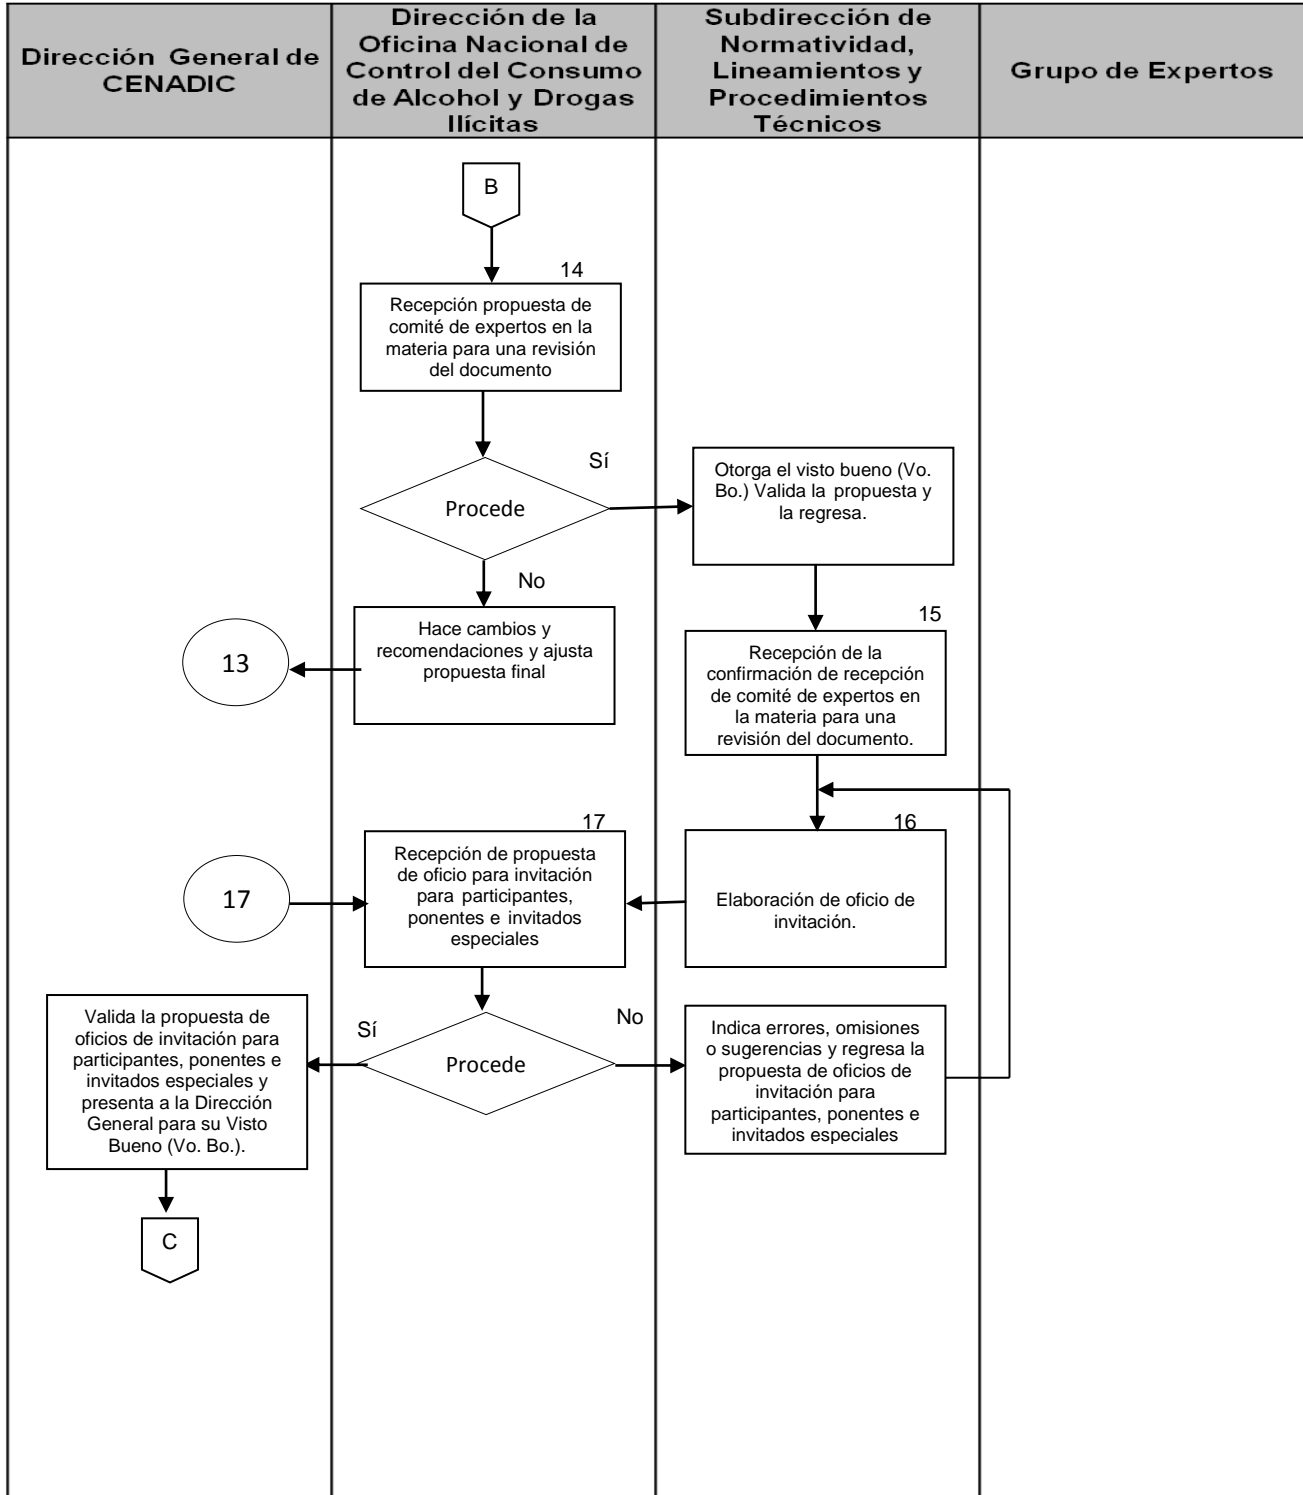 Dirección General de
CENADIC
Dirección de la
Oficina Nacional de
Control del Consumo
de Alcohol y Drogas
Ilícitas
Subdirección de
Normatividad,
Lineamientos y
Procedimientos
Técnicos
Grupo de Expertos
B
14
Recepción propuesta de
comité de expertos en la
materia para una revisión
del documento
Procede
Sí
Otorga el visto bueno (Vo.
Bo.) Valida la propuesta y
la regresa.
No
Hace cambios y
recomendaciones y ajusta
propuesta final
13
15
Recepción de la
confirmación de recepción
de comité de expertos en
la materia para una
revisión del documento.
16
Elaboración de oficio de
invitación.
17
Recepción de propuesta
de oficio para invitación
para participantes,
ponentes e invitados
especiales
17
Procede
Sí
Valida la propuesta de
oficios de invitación para
participantes, ponentes e
invitados especiales y
presenta a la Dirección
General para su Visto
Bueno (Vo. Bo.).
No
Indica errores, omisiones
o sugerencias y regresa la
propuesta de oficios de
invitación para
participantes, ponentes e
invitados especiales
C